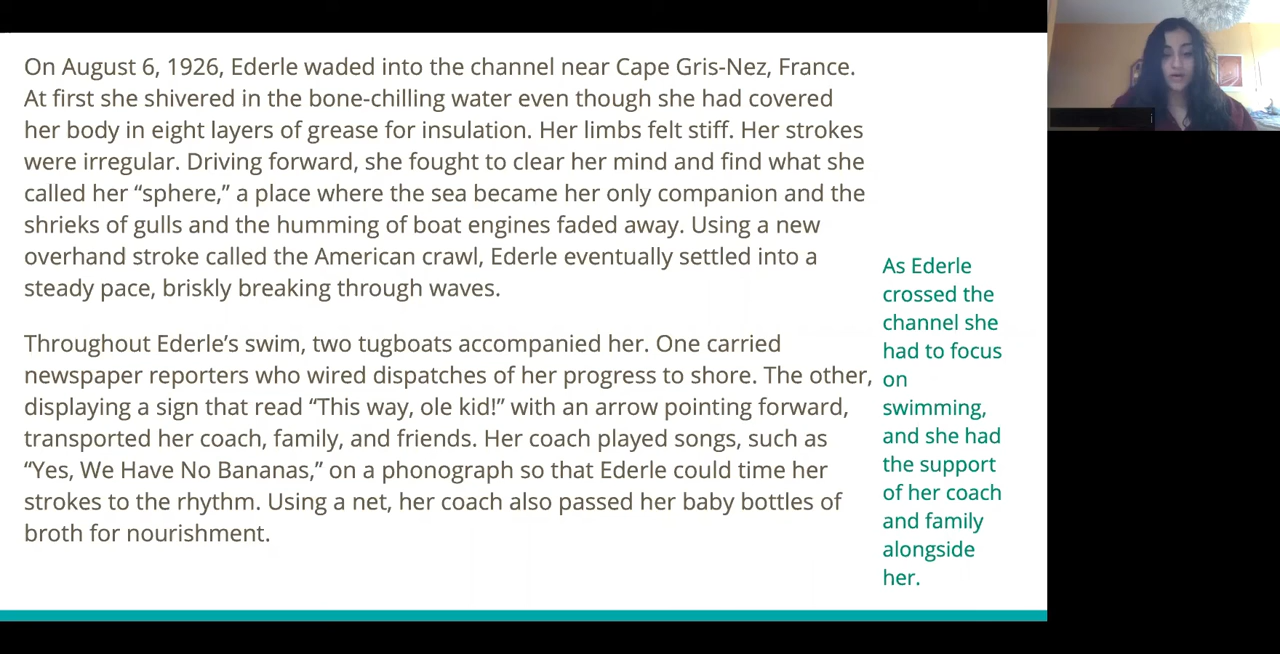 On August 6, 1926, Ederle waded into the channel near Cape Gris-Nez, France.
At first she shivered in the bone-chilling water even though she had covered
her body in eight layers of grease for insulation. Her limbs felt stiff. Her strokes
were irregular. Driving forward, she fought to clear her mind and find what she
called her “sphere,” a place where the sea became her only companion and the
shrieks of gulls and the humming of boat engines faded away. Using a new
overhand stroke called the American crawl, Ederle eventually settled into a
steady pace, briskly breaking through waves.
Throughout Ederle’s swim, two tugboats accompanied her. One carried
newspaper reporters who wired dispatches of her progress to shore. The other,
displaying a sign that read “This way, ole kid!” with an arrow pointing forward,
transported her coach, family, and friends. Her coach played songs, such as
“Yes, We Have No Bananas,” on a phonograph so that Ederle could time her
strokes to the rhythm. Using a net, her coach also passed her baby bottles of
broth for nourishment.
As Ederle
crossed the
channel she
had to focus
on
swimming,
and she had
the support
of her coach
and family
alongside
her.